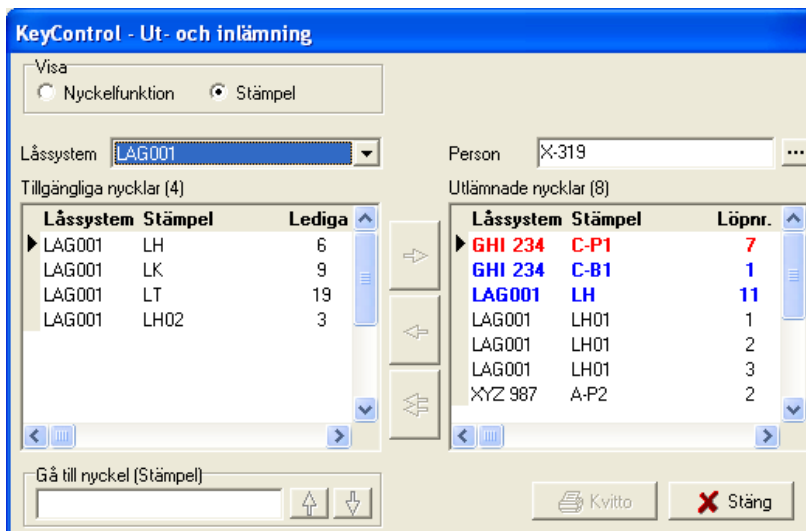 KeyControl - Ut- och inlämning
Visa
Nyckelfunktion Stämpel
Låssystem LAG001
Person X-319 ...
Tillgängliga nycklar (4)
Låssystem Stämpel Lediga
LAG001 LH 6
LAG001 LK 9
LAG001 LT 19
LAG001 LH02 3
Utlämnade nycklar (8)
Låssystem Stämpel Löpnr.
GHI 234 C-P1 7
GHI 234 C-B1 1
LAG001 LH 11
LAG001 LH01 1
LAG001 LH01 2
LAG001 LH01 3
XYZ 987 A-P2 2
Gå till nyckel (Stämpel)
Kvitto Stäng